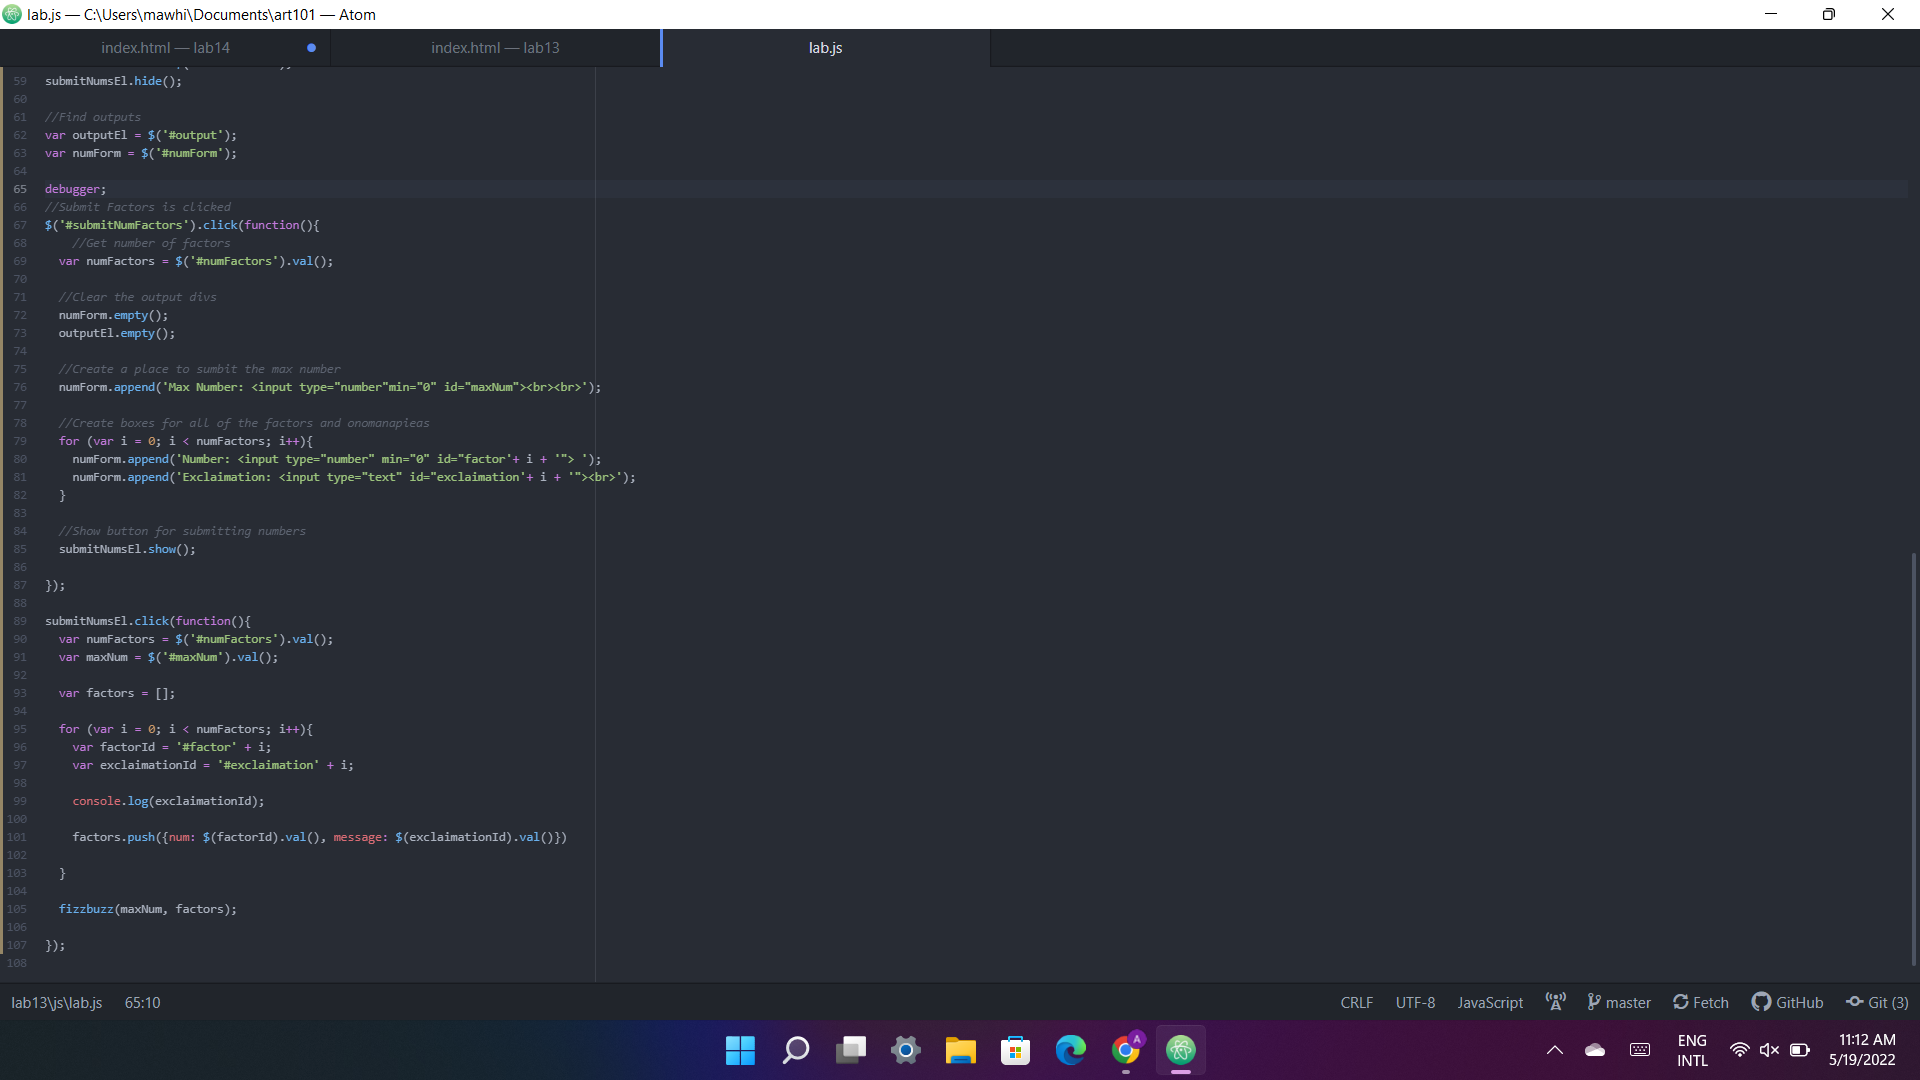 lab.js — C:\Users\mawhi\Documents\art101 — Atom
index.html — lab14
index.html — lab13
lab.js
59 submitNumsEl.hide();
60
61 //Find outputs
62 var outputEl = $('#output');
63 var numForm = $('#numForm');
64
65 debugger;
66 //Submit Factors is clicked
67 $('#submitNumFactors').click(function(){
68     //Get number of factors
69   var numFactors = $('#numFactors').val();
70
71   //Clear the output divs
72   numForm.empty();
73   outputEl.empty();
74
75   //Create a place to sumbit the max number
76   numForm.append('Max Number: <input type="number"min="0" id="maxNum"><br><br>');
77
78   //Create boxes for all of the factors and onomanapieas
79   for (var i = 0; i < numFactors; i++){
80     numForm.append('Number: <input type="number" min="0" id="factor'+ i + '"> ');
81     numForm.append('Exclaimation: <input type="text" id="exclaimation'+ i + '"><br>');
82   }
83
84   //Show button for submitting numbers
85   submitNumsEl.show();
86
87 });
88
89 submitNumsEl.click(function(){
90   var numFactors = $('#numFactors').val();
91   var maxNum = $('#maxNum').val();
92
93   var factors = [];
94
95   for (var i = 0; i < numFactors; i++){
96     var factorId = '#factor' + i;
97     var exclaimationId = '#exclaimation' + i;
98
99     console.log(exclaimationId);
100
101     factors.push({num: $(factorId).val(), message: $(exclaimationId).val()})
102
103   }
104
105   fizzbuzz(maxNum, factors);
106
107 });
108
lab13\js\lab.js 65:10 CRLF UTF-8 JavaScript master Fetch GitHub Git (3)
A
ENG
INTL
11:12 AM
5/19/2022